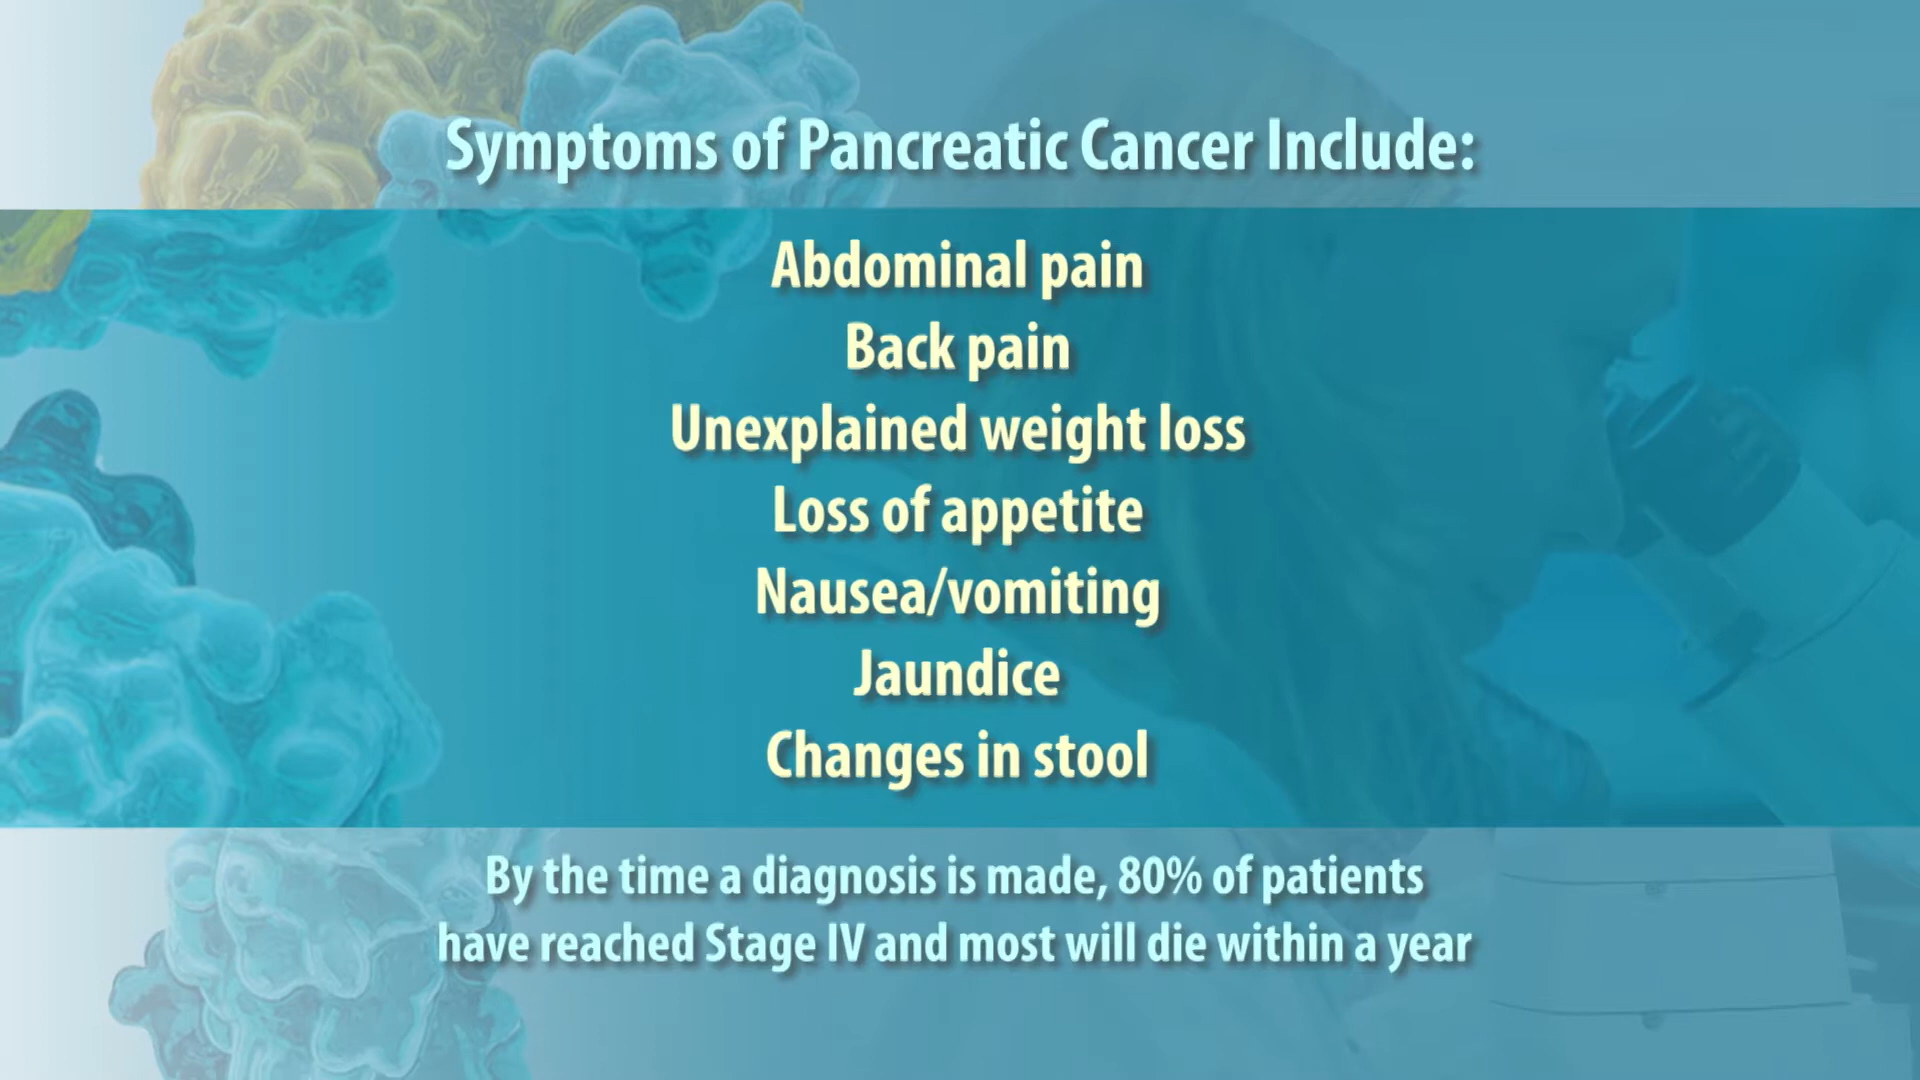 Symptoms of Pancreatic Cancer Include:
Abdominal pain
Back pain
Unexplained weight loss
Loss of appetite
Nausea/vomiting
Jaundice
Changes in stool
By the time a diagnosis is made, 80% of patients
have reached Stage IV and most will die within a year